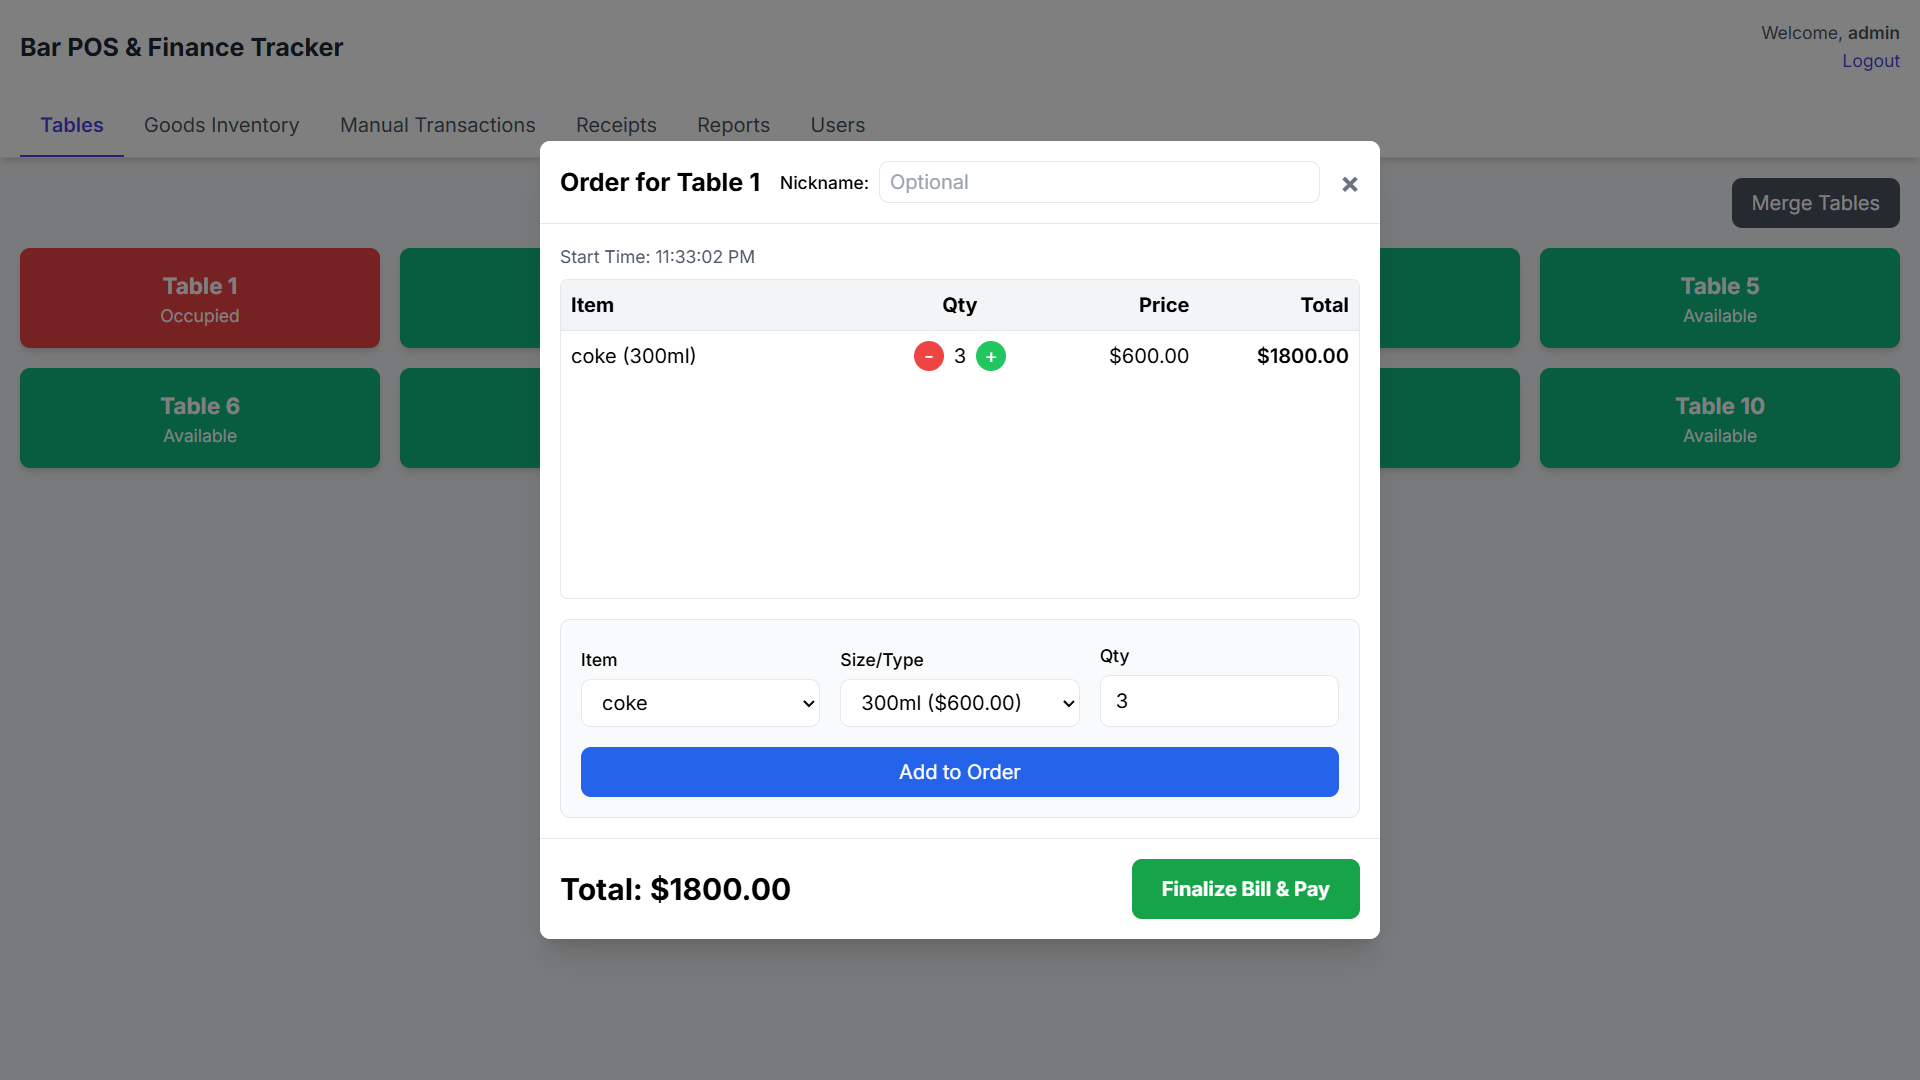 Bar POS & Finance Tracker
Welcome, admin
Logout
Tables
Goods Inventory
Manual Transactions
Receipts
Reports
Users
Merge Tables
Table 1
Occupied
Table 5
Available
Table 6
Available
Table 10
Available
Order for Table 1
Nickname:
Optional
×
Start Time: 11:33:02 PM
Item Qty Price Total
coke (300ml) - 3 + $600.00 $1800.00
Item
coke
Size/Type
300ml ($600.00)
Qty
3
Add to Order
Total: $1800.00
Finalize Bill & Pay